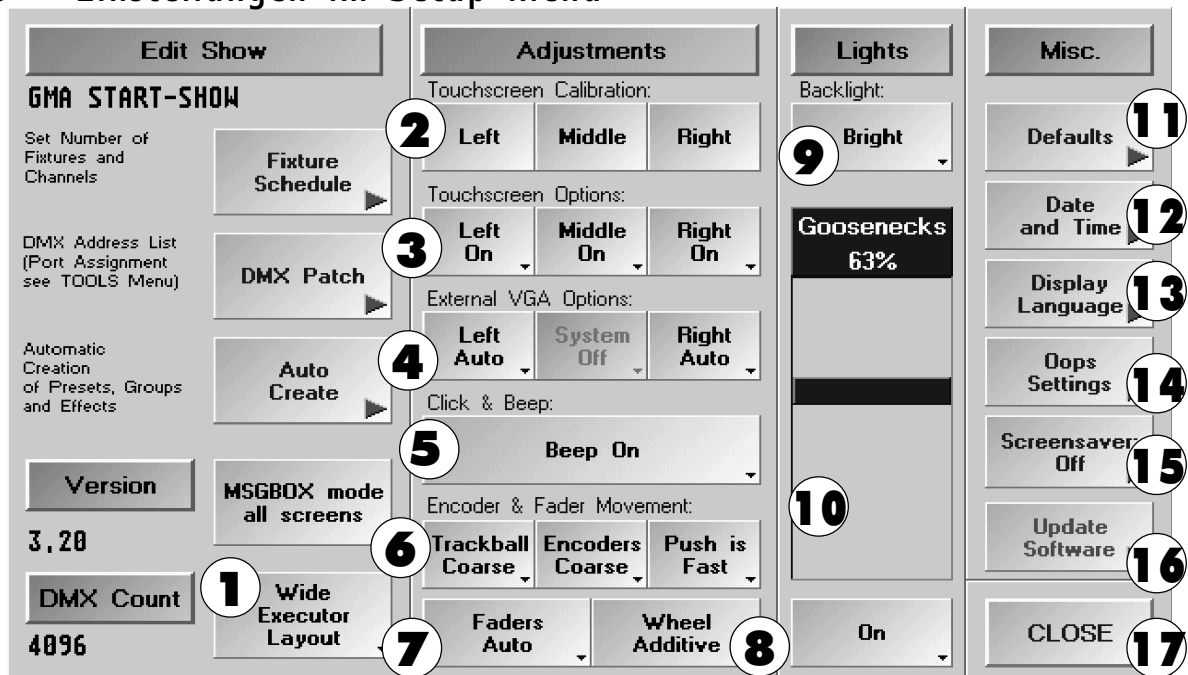 Einstellungen im Setup Menü
Edit Show
GMA START-SHOW
Set Number of
Fixtures and
Channels
Fixture
Schedule
DMX Address List
(Port Assignment
see TOOLS Menu)
DMX Patch
Automatic
Creation
of Presets, Groups
and Effects
Auto
Create
Version
3,20
MSGBOX mode
all screens
DMX Count
4096
1
Wide
Executor
Layout
Adjustments
Touchscreen Calibration:
2
Left
Middle
Right
Touchscreen Options:
3
Left
On
Middle
On
Right
On
External VGA Options:
4
Left
Auto
System
Off
Right
Auto
Click & Beep:
5
Beep On
Encoder & Fader Movement:
6
Trackball
Coarse
Encoders
Coarse
Push is
Fast
7
Faders
Auto
Wheel
Additive
8
Lights
Backlight:
9
Bright
Goosenecks
63%
10
On
Misc.
Defaults
11
Date
and Time
12
Display
Language
13
Oops
Settings
14
Screensaver:
Off
15
Update
Software
16
CLOSE
17